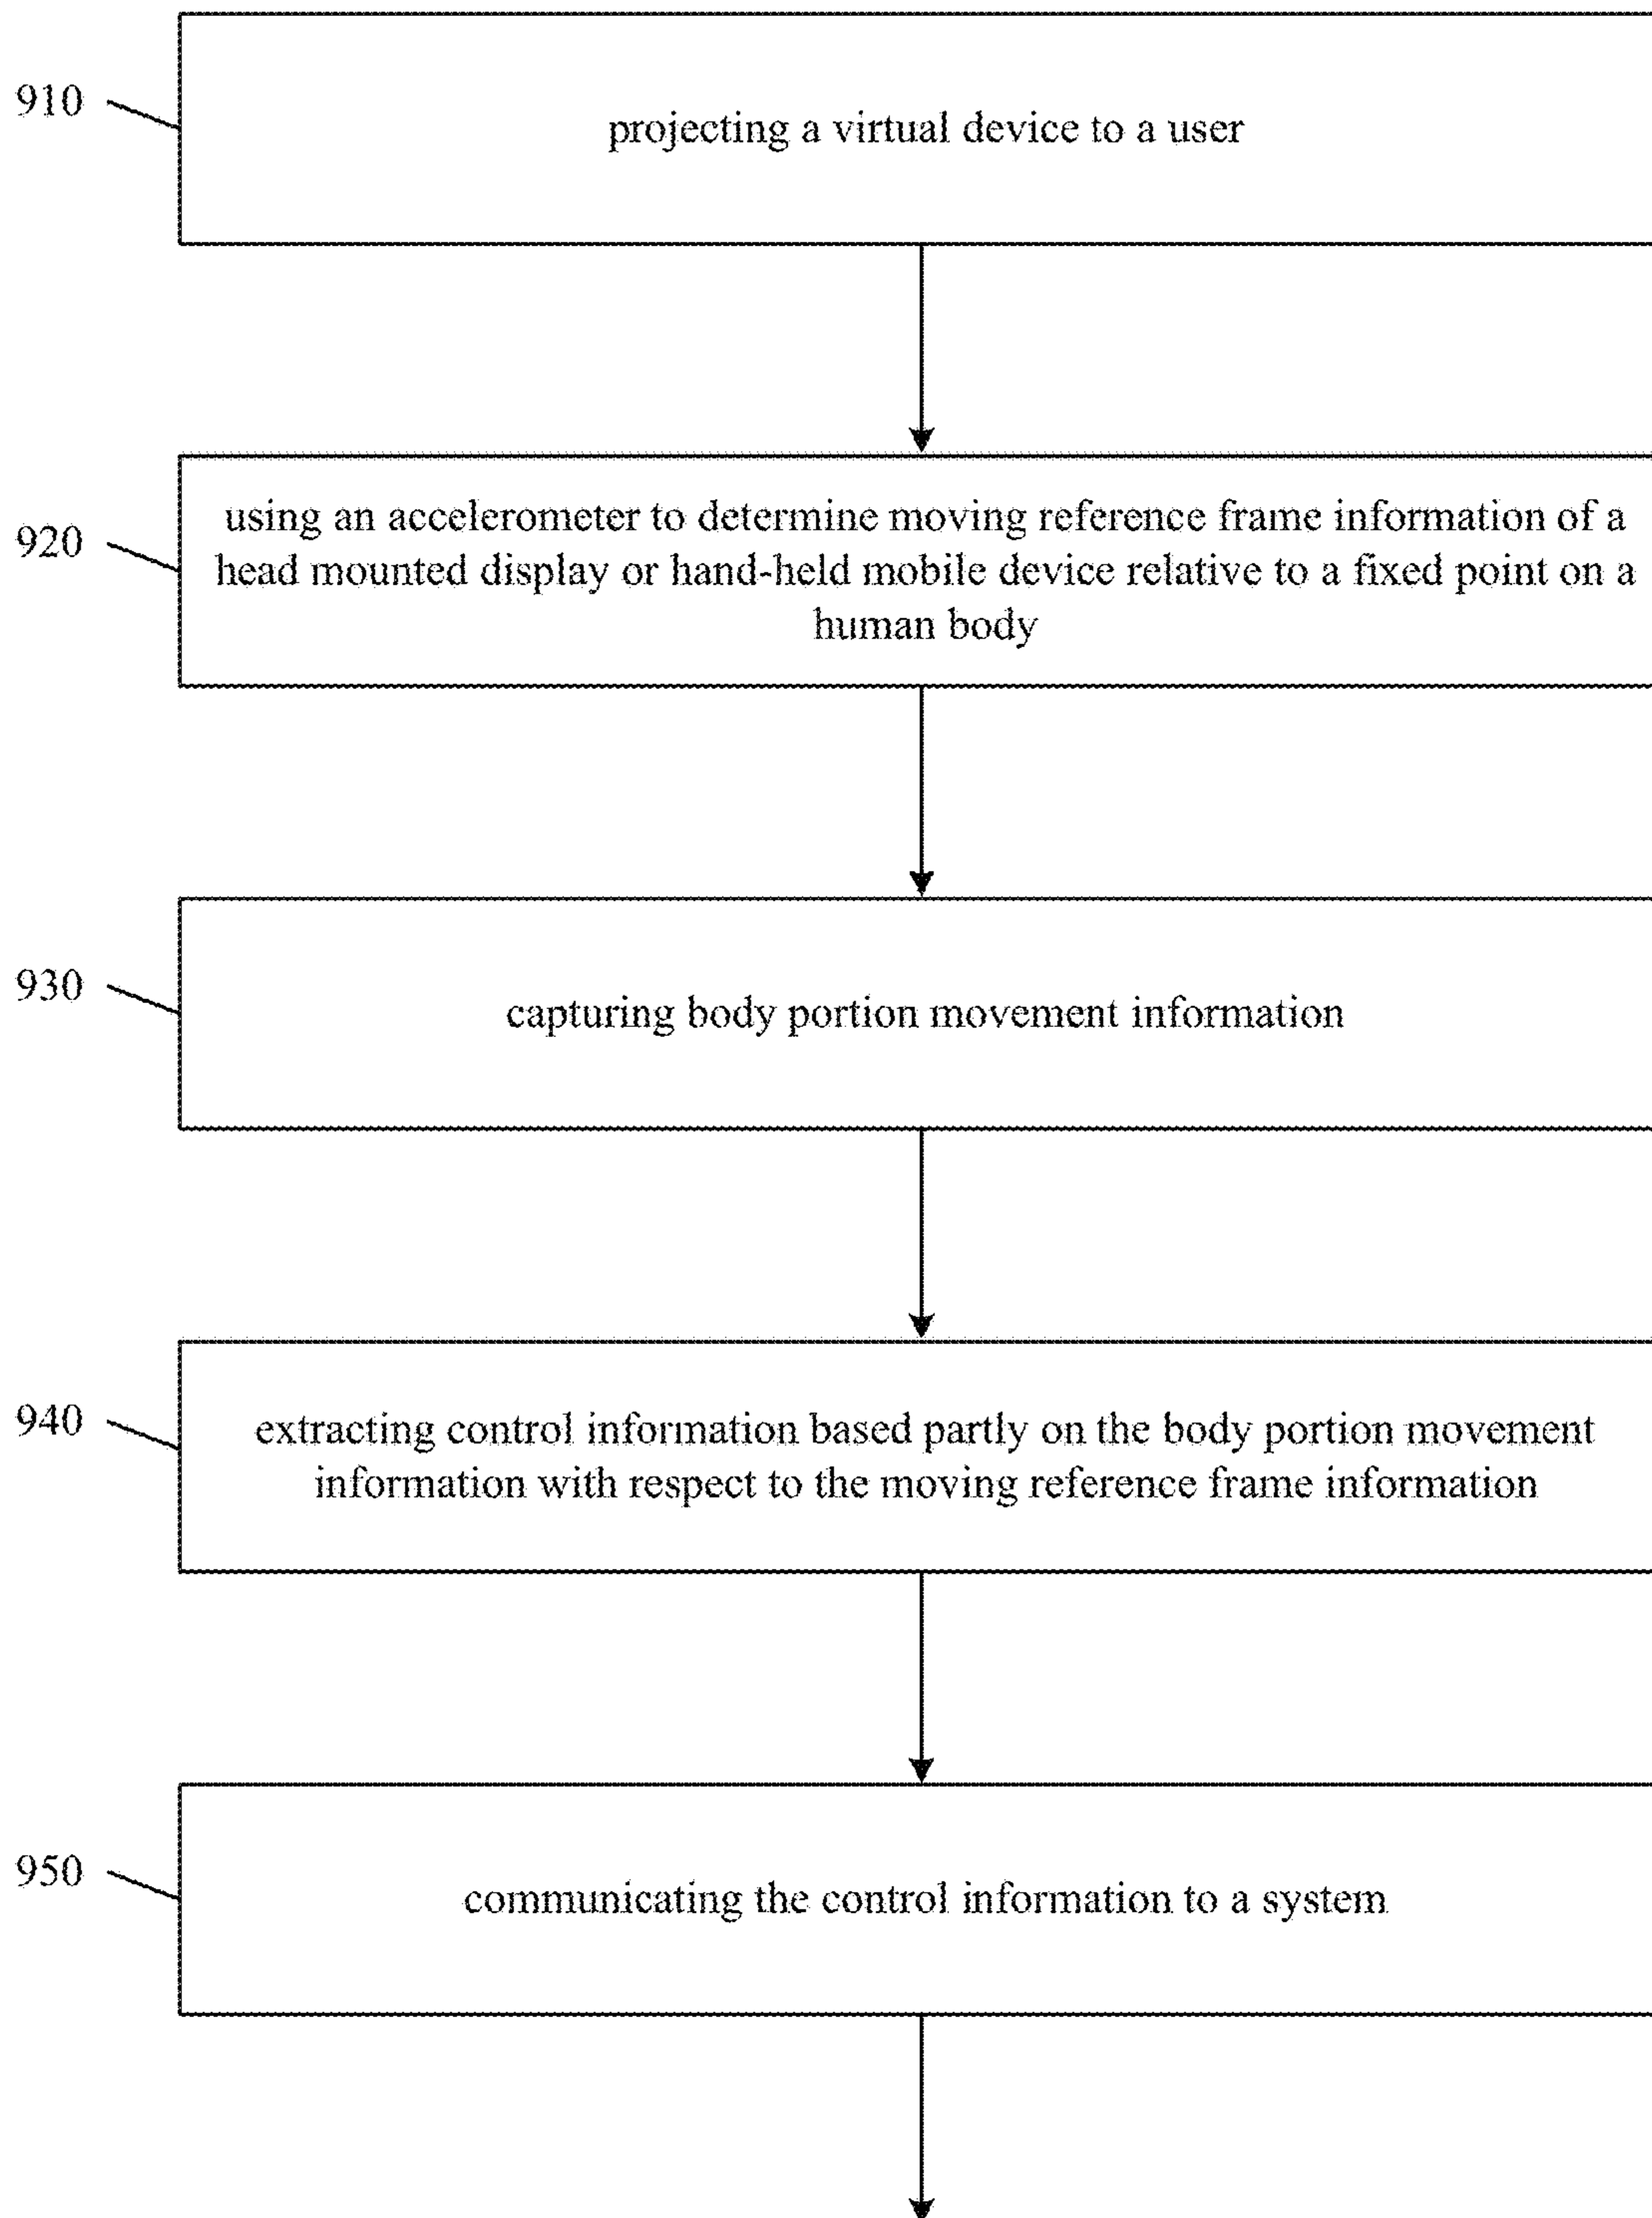 910
projecting a virtual device to a user
920
using an accelerometer to determine moving reference frame information of a
head mounted display or hand-held mobile device relative to a fixed point on a
human body
930
capturing body portion movement information
940
extracting control information based partly on the body portion movement
information with respect to the moving reference frame information
950
communicating the control information to a system